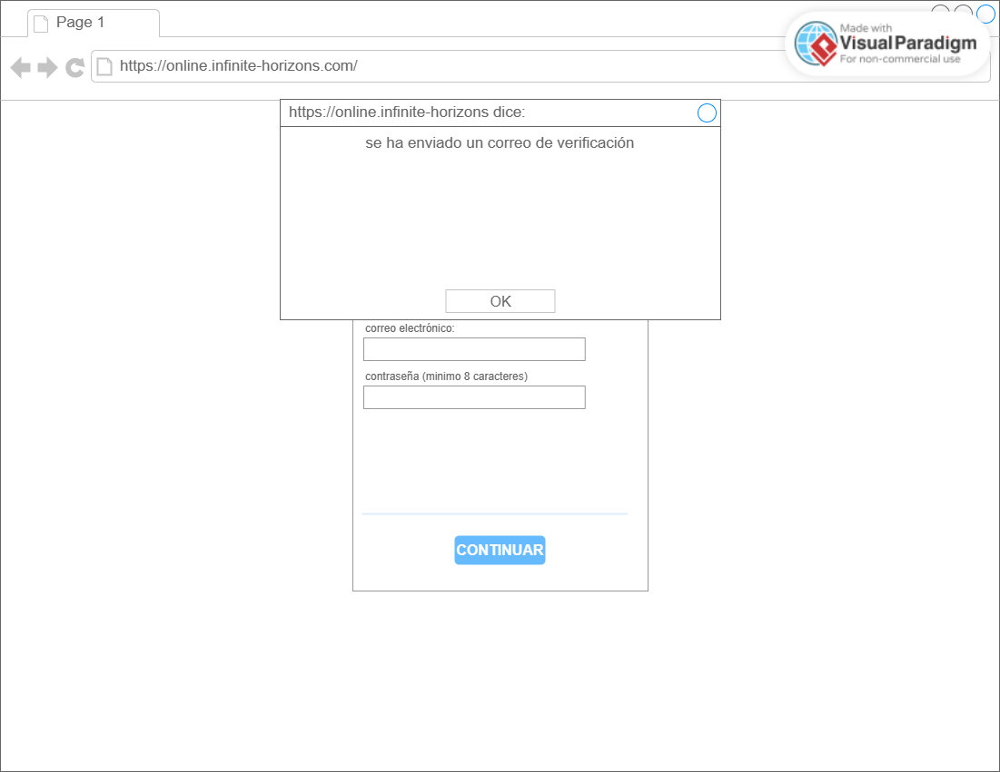 Page 1
Made with
Visual Paradigm
For non-commercial use
https://online.infinite-horizons.com/
https://online.infinite-horizons dice:
se ha enviado un correo de verificación
OK
correo electrónico:
contraseña (minimo 8 caracteres)
CONTINUAR